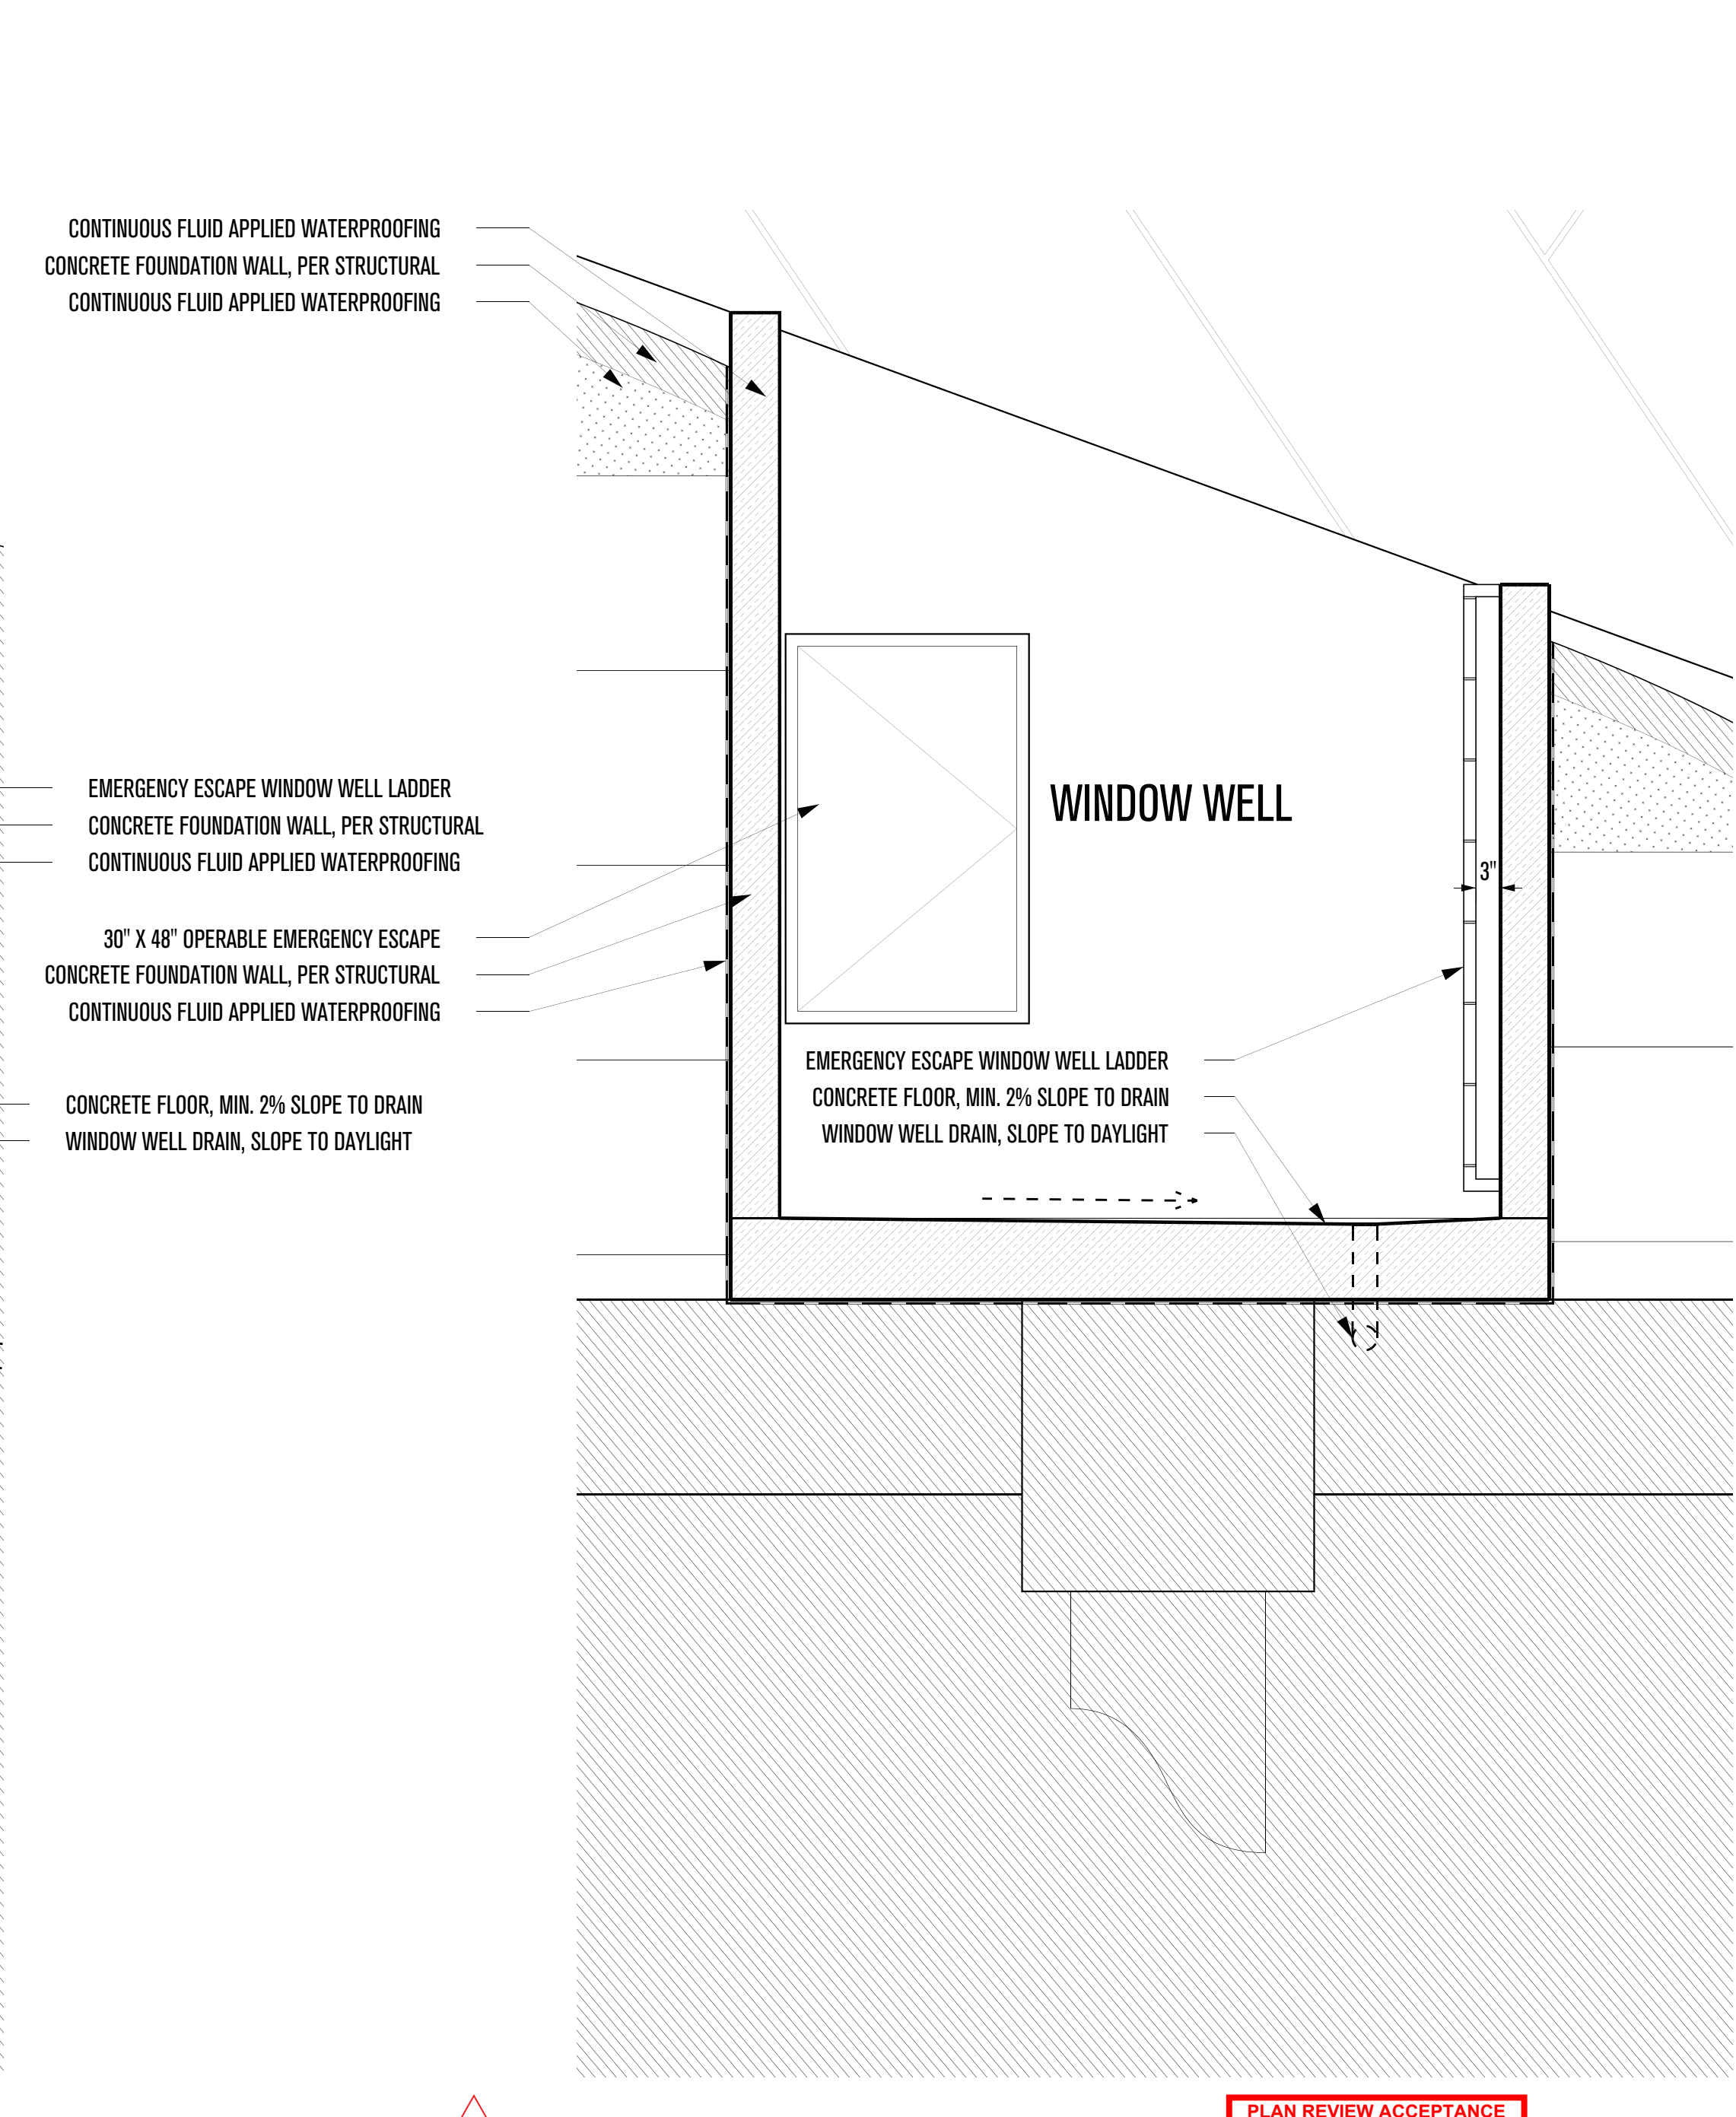 CONTINUOUS FLUID APPLIED WATERPROOFING
CONCRETE FOUNDATION WALL, PER STRUCTURAL
CONTINUOUS FLUID APPLIED WATERPROOFING
EMERGENCY ESCAPE WINDOW WELL LADDER
CONCRETE FOUNDATION WALL, PER STRUCTURAL
CONTINUOUS FLUID APPLIED WATERPROOFING
WINDOW WELL
3"
30" X 48" OPERABLE EMERGENCY ESCAPE
CONCRETE FOUNDATION WALL, PER STRUCTURAL
CONTINUOUS FLUID APPLIED WATERPROOFING
EMERGENCY ESCAPE WINDOW WELL LADDER
CONCRETE FLOOR, MIN. 2% SLOPE TO DRAIN
WINDOW WELL DRAIN, SLOPE TO DAYLIGHT
CONCRETE FLOOR, MIN. 2% SLOPE TO DRAIN
WINDOW WELL DRAIN, SLOPE TO DAYLIGHT
PLAN REVIEW ACCEPTANCE